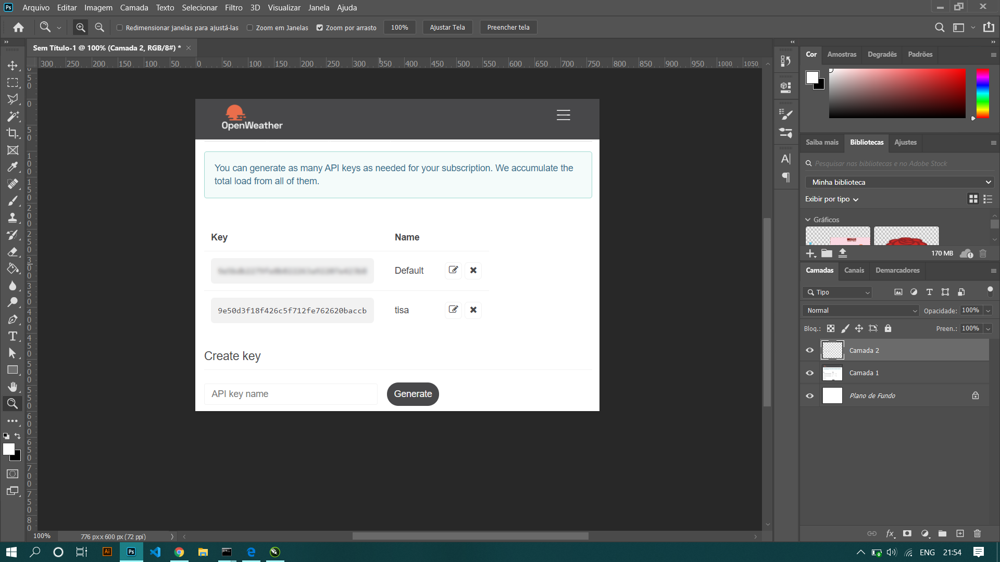 Arquivo Editar Imagem Camada Texto Selecionar Filtro 3D Visualizar Janela Ajuda
Redimensionar janelas para ajustá-las Zoom em Janelas Zoom por arrasto 100% Ajustar Tela Preencher tela
Sem Título-1 @ 100% (Camada 2, RGB/8#) *
300 250 200 150 100 50 0 50 100 150 200 250 300 350 400 450 500 550 600 650 700 750 800 850 900 950 1000 1050
OpenWeather
You can generate as many API keys as needed for your subscription. We accumulate the
total load from all of them.
Key Name
Default
9e50d3f18f426c5f712fe762620baccb tisa
Create key
API key name Generate
100% 776 px x 600 px (72 ppi)
Cor Amostras Degradês Padrões
Saiba mais Bibliotecas Ajustes
Pesquisar nas bibliotecas e no Adobe Stock
Minha biblioteca
Exibir por tipo
Gráficos
170 MB
Camadas Canais Demarcadores
Tipo
Normal Opacidade: 100%
Bloq.: Preen.: 100%
Camada 2
Camada 1
Plano de Fundo
fx
ENG 21:54